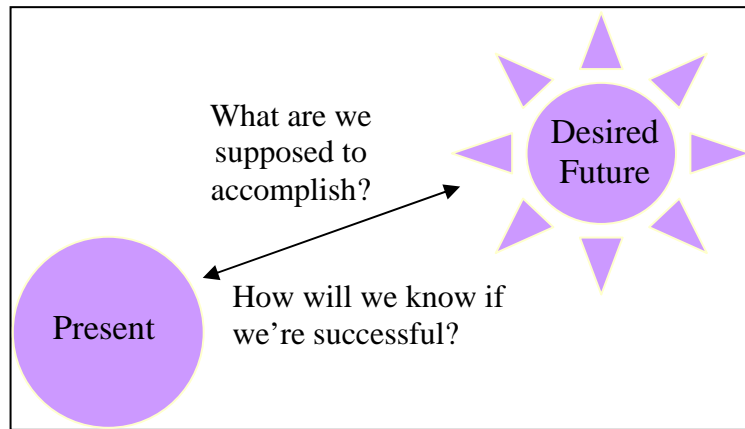 What are we
supposed to
accomplish?
Desired
Future
How will we know if
we’re successful?
Present